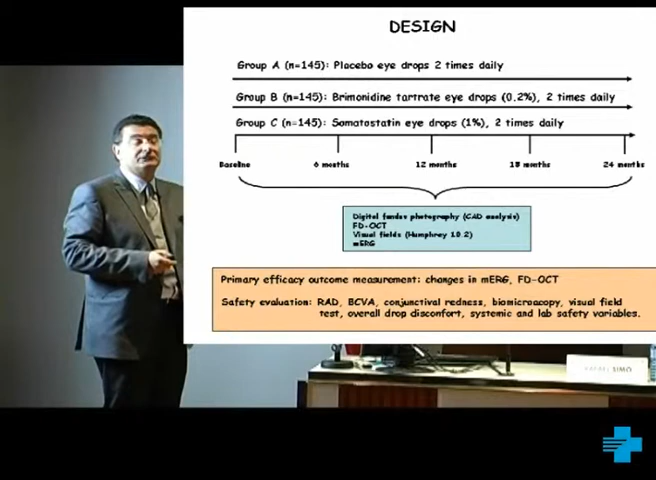 DESIGN
Group A (n=145): Placebo eye drops 2 times daily
Group B (n=145): Brimonidine tartrate eye drops (0.2%), 2 times daily
Group C (n=145): Somatostatin eye drops (1%), 2 times daily
Baseline 6 months 12 months 18 months 24 months
Digital fundus photography (CAD analysis)
FD-OCT
Visual fields (Humphrey 10.2)
mERG
Primary efficacy outcome measurement: changes in mERG, FD-OCT
Safety evaluation: RAD, BCVA, conjunctival redness, biomicroscopy, visual field
test, overall drop discomfort, systemic and lab safety variables.
SIMO